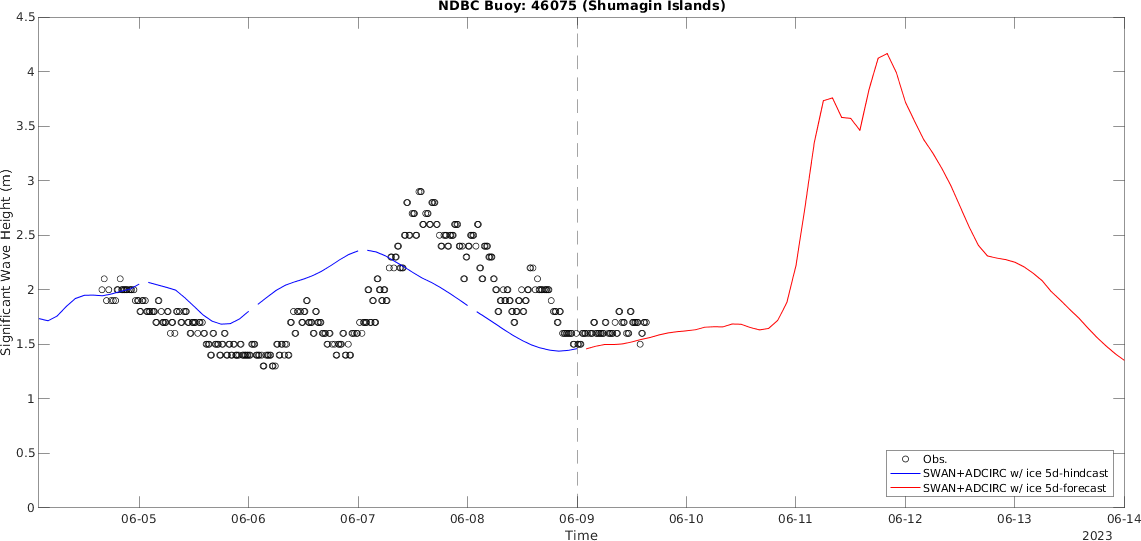 NDBC Buoy: 46075 (Shumagin Islands)
4.5
4
3.5
3
2.5
2
1.5
1
0.5
0
Significant Wave Height (m)
Obs.
SWAN+ADCIRC w/ ice 5d-hindcast
SWAN+ADCIRC w/ ice 5d-forecast
06-05 06-06 06-07 06-08 06-09 06-10 06-11 06-12 06-13 06-14
Time
2023